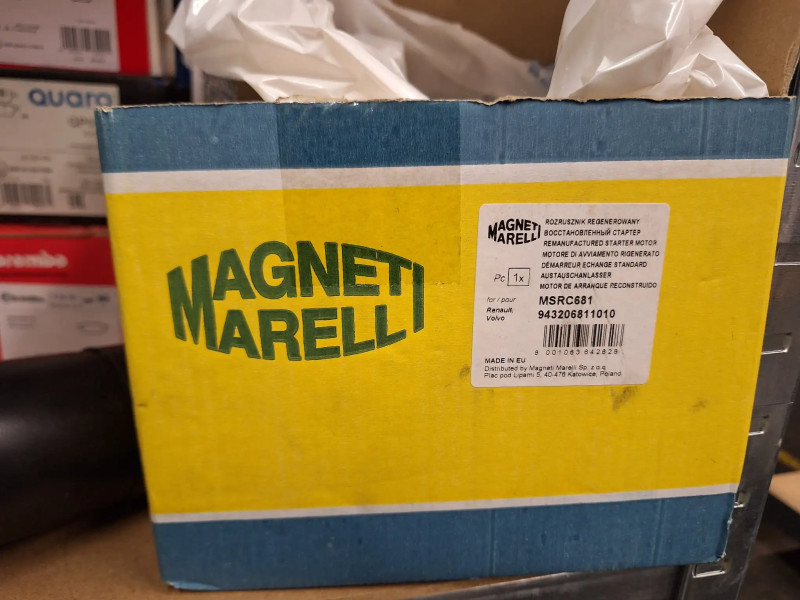 quara
brembo
MAGNETI
MARELLI
MAGNETI
MARELLI
ROZRUSZNIK REGENEROWANY
ВОССТАНОВЛЕННЫЙ СТАРТЕР
REMANUFACTURED STARTER MOTOR
MOTORE DI AVVIAMENTO RIGENERATO
DÉMARREUR ECHANGE STANDARD
AUSTAUSCHANLASSER
MOTOR DE ARRANQUE RECONSTRUIDO
Pc 1x
for / pour
Renault,
Volvo
MSRC681
943206811010
8 001063 642628
MADE IN EU
Distributed by Magneti Marelli Sp. z o.o.
Plac pod Lipami 5, 40-476 Katowice, Poland